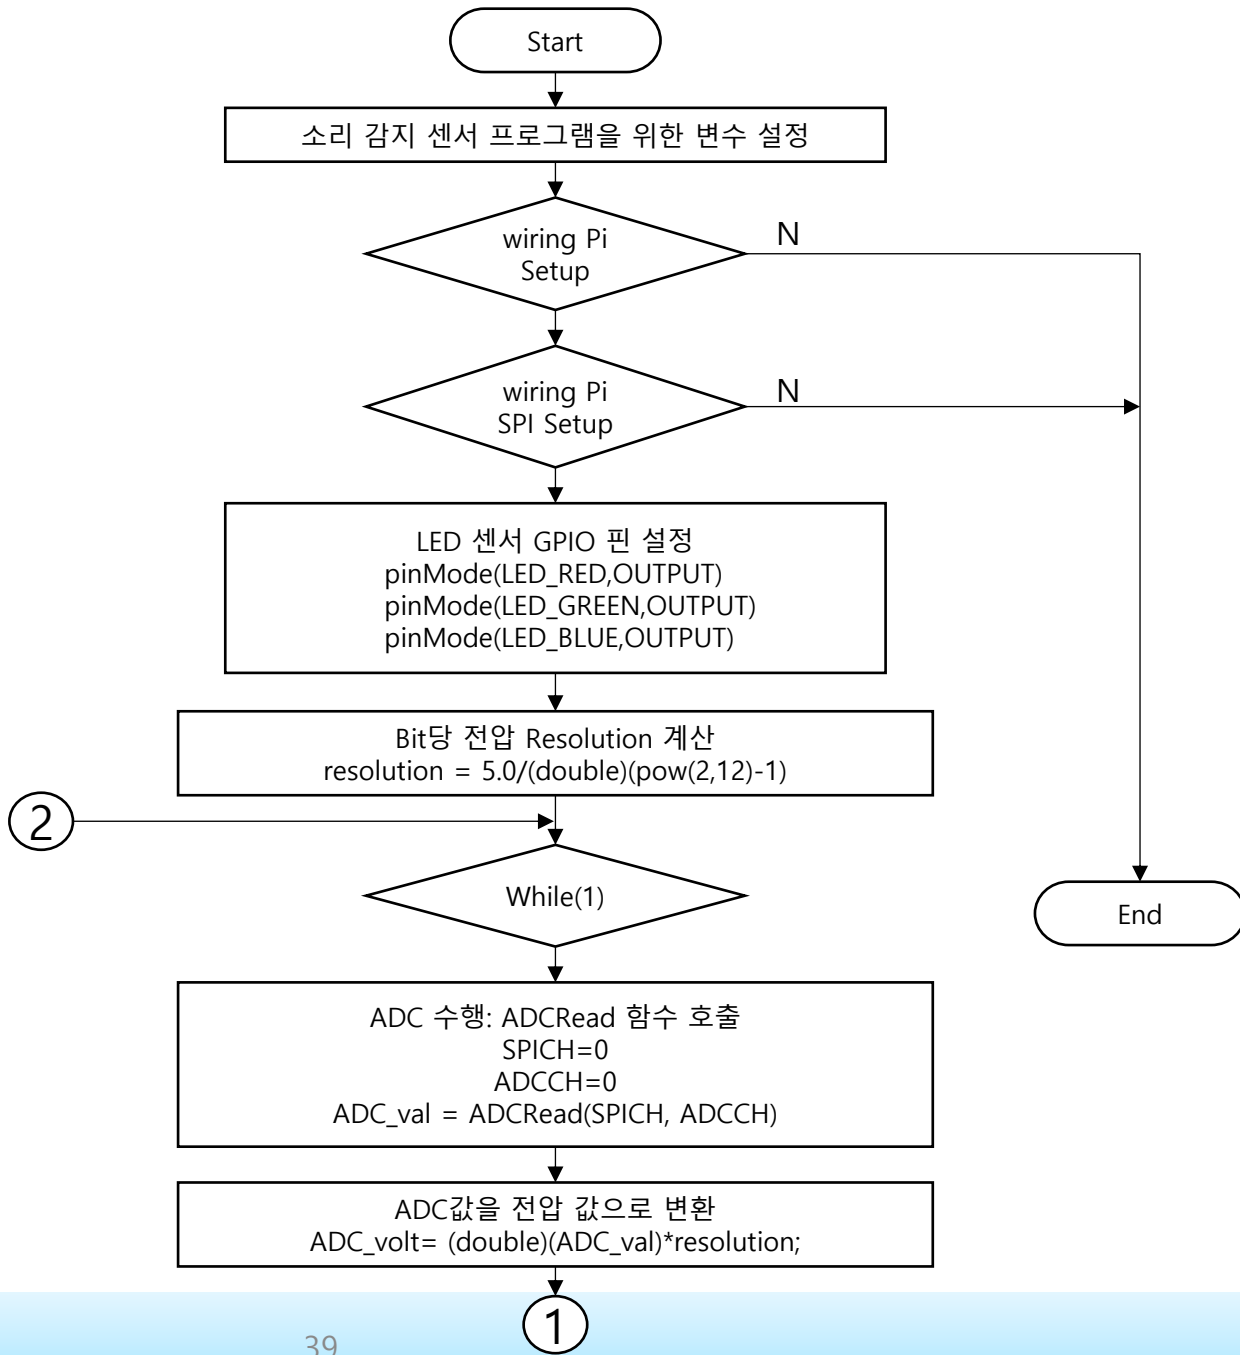 Start
소리 감지 센서 프로그램을 위한 변수 설정
wiring Pi
Setup
N
wiring Pi
SPI Setup
N
LED 센서 GPIO 핀 설정
pinMode(LED_RED,OUTPUT)
pinMode(LED_GREEN,OUTPUT)
pinMode(LED_BLUE,OUTPUT)
Bit당 전압 Resolution 계산
resolution = 5.0/(double)(pow(2,12)-1)
2
While(1)
End
ADC 수행: ADCRead 함수 호출
SPICH=0
ADCCH=0
ADC_val = ADCRead(SPICH, ADCCH)
ADC값을 전압 값으로 변환
ADC_volt= (double)(ADC_val)*resolution;
1
39